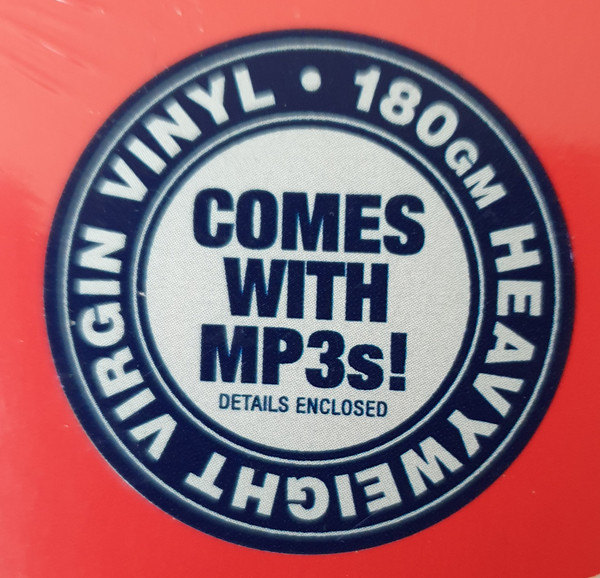 180GM HEAVYWEIGHT VIRGIN VINYL •
COMES
WITH
MP3s!
DETAILS ENCLOSED